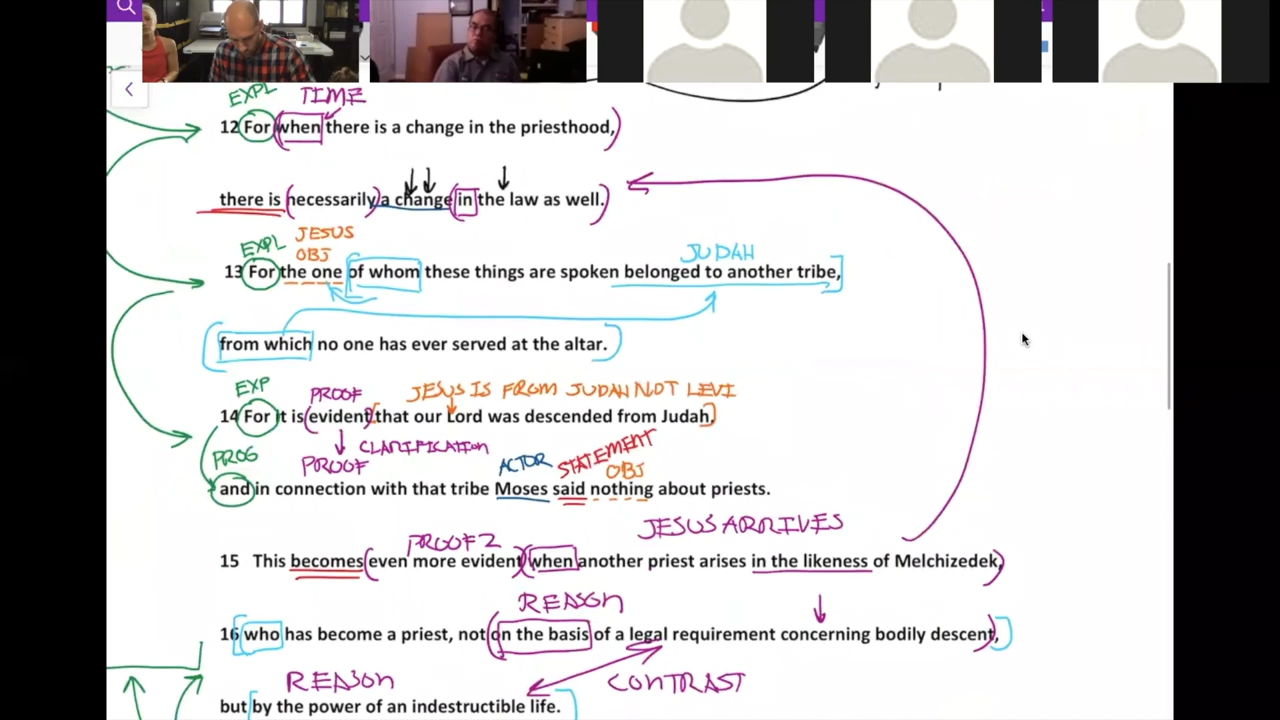 EXPL TIME
12 For when there is a change in the priesthood,
there is necessarily a change in the law as well.
EXPL JESUS OBJ JUDAH
13 For the one of whom these things are spoken belonged to another tribe,
from which no one has ever served at the altar.
EXP PROOF JESUS IS FROM JUDAH NOT LEVI
14 For it is evident that our Lord was descended from Judah,
PROG PROOF CLARIFICATION ACTOR STATEMENT OBJ
and in connection with that tribe Moses said nothing about priests.
PROOF 2 JESUS ARRIVES
15 This becomes even more evident when another priest arises in the likeness of Melchizedek,
REASON
16 who has become a priest, not on the basis of a legal requirement concerning bodily descent,
REASON CONTRAST
but by the power of an indestructible life.